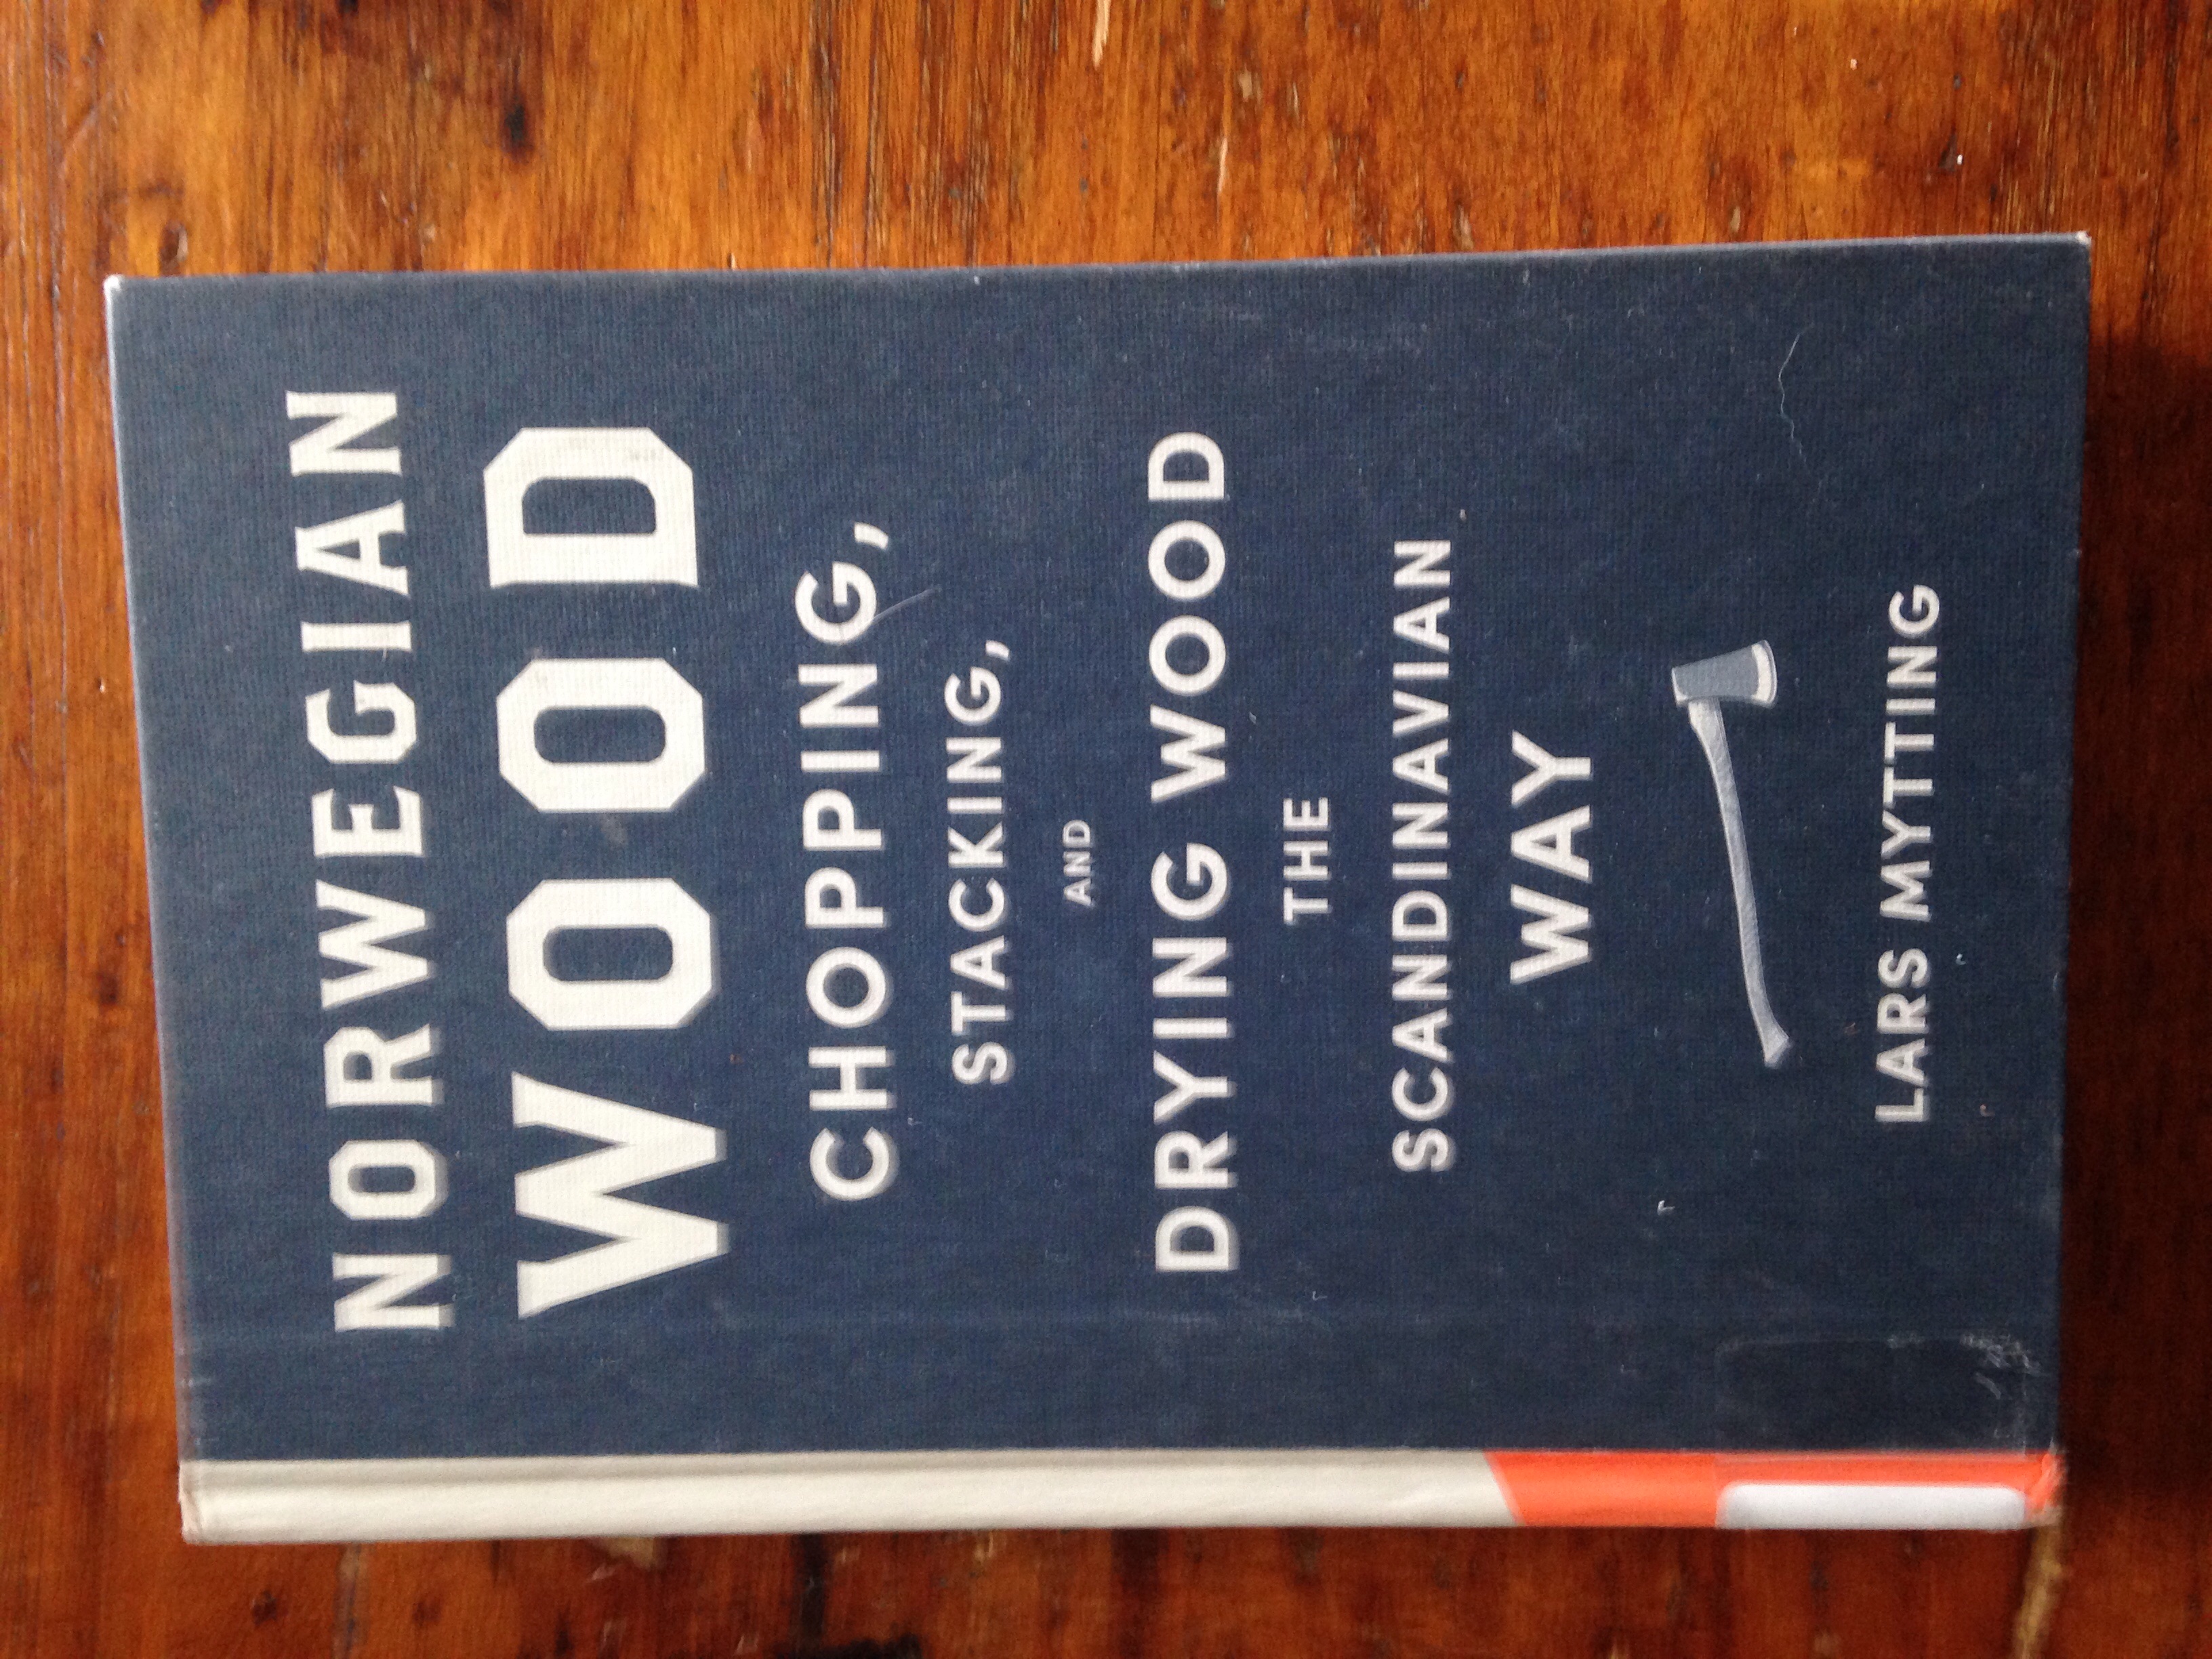 NORWEGIAN
WOOD
CHOPPING,
STACKING,
AND
DRYING WOOD
THE
SCANDINAVIAN
WAY
LARS MYTTING